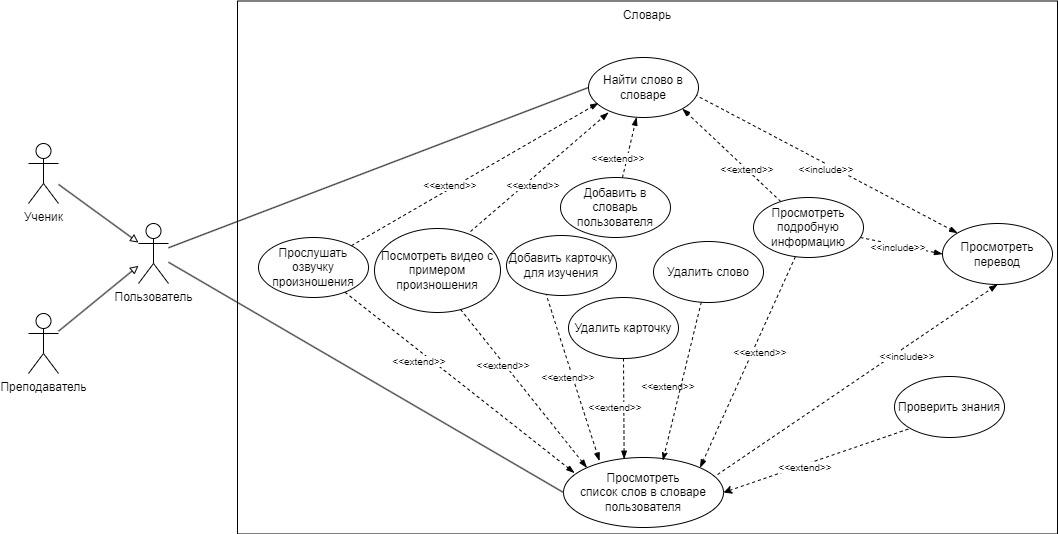 Словарь
Найти слово в
словаре
Ученик
<<extend>>
<<extend>>
<<extend>>
<<extend>>
<<include>>
Добавить в
словарь
пользователя
Просмотреть
подробную
информацию
<<include>>
Просмотреть
перевод
Пользователь
Прослушать
озвучку
произношения
Посмотреть видео с
примером
произношения
Добавить карточку
для изучения
Удалить слово
Удалить карточку
Преподаватель
<<extend>>
<<extend>>
<<extend>>
<<extend>>
<<extend>>
<<extend>>
<<include>>
Проверить знания
<<extend>>
Просмотреть
список слов в словаре
пользователя